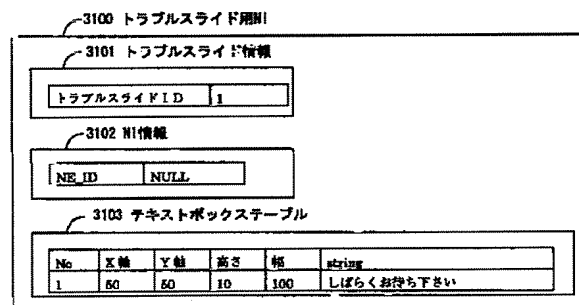 3100 トラブルスライド用NI
3101 トラブルスライド情報
トラブルスライドID 1
3102 NI情報
NE_ID NULL
3103 テキストボックステーブル
No X軸 Y軸 高さ 幅 string
1 50 50 10 100 しばらくお待ち下さい